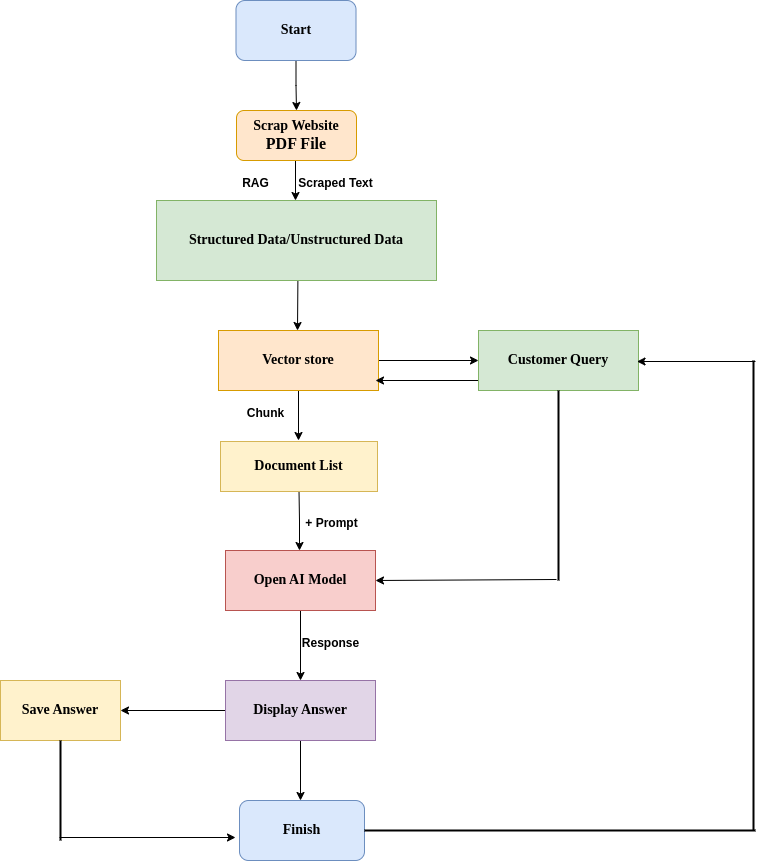 Start
Scrap Website
PDF File
RAG
Scraped Text
Structured Data/Unstructured Data
Vector store
Customer Query
Chunk
Document List
+ Prompt
Open AI Model
Response
Save Answer
Display Answer
Finish